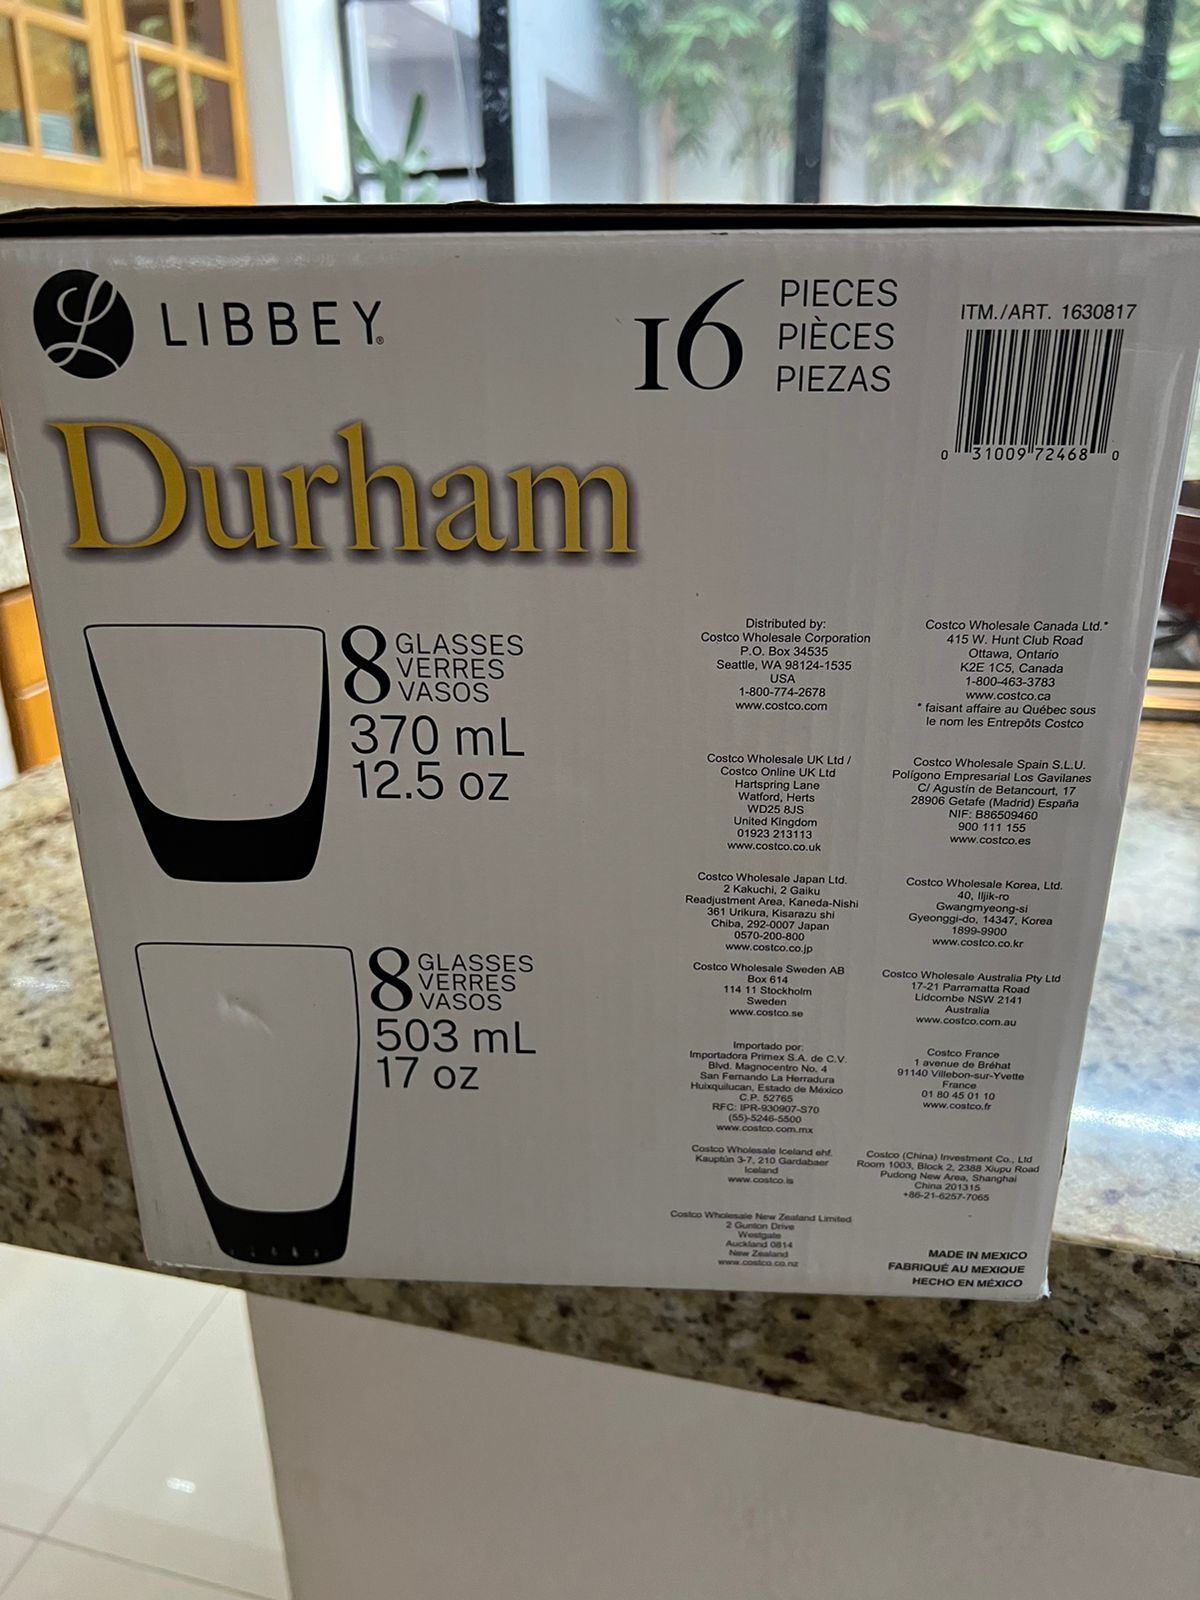 LIBBEY®
16
PIECES
PIÈCES
PIEZAS
ITM./ART. 1630817
0 31009 72468 0
Durham
8
GLASSES
VERRES
VASOS
370 mL
12.5 oz
8
GLASSES
VERRES
VASOS
503 mL
17 oz
Distributed by:
Costco Wholesale Corporation
P.O. Box 34535
Seattle, WA 98124-1535
USA
1-800-774-2678
www.costco.com
Costco Wholesale Canada Ltd.*
415 W. Hunt Club Road
Ottawa, Ontario
K2E 1C5, Canada
1-800-463-3783
www.costco.ca
* faisant affaire au Québec sous
le nom les Entrepôts Costco
Costco Wholesale UK Ltd /
Costco Online UK Ltd
Hartspring Lane
Watford, Herts
WD25 8JS
United Kingdom
01923 213113
www.costco.co.uk
Costco Wholesale Spain S.L.U.
Polígono Empresarial Los Gavilanes
C/ Agustín de Betancourt, 17
28906 Getafe (Madrid) España
NIF: B86509460
900 111 155
www.costco.es
Costco Wholesale Japan Ltd.
2 Kakuchi, 2 Gaiku
Readjustment Area, Kaneda-Nishi
361 Urikura, Kisarazu shi
Chiba, 292-0007 Japan
0570-200-800
www.costco.co.jp
Costco Wholesale Korea, Ltd.
40, Iljik-ro
Gwangmyeong-si
Gyeonggi-do, 14347, Korea
1899-9900
www.costco.co.kr
Costco Wholesale Sweden AB
Box 614
114 11 Stockholm
Sweden
www.costco.se
Costco Wholesale Australia Pty Ltd
17-21 Parramatta Road
Lidcombe NSW 2141
Australia
www.costco.com.au
Importado por:
Importadora Primex S.A. de C.V.
Blvd. Magnocentro No. 4
San Fernando La Herradura
Huixquilucan, Estado de México
C.P. 52765
RFC: IPR-930907-S70
(55)-5246-5500
www.costco.com.mx
Costco France
1 avenue de Bréhat
91140 Villebon-sur-Yvette
France
01 80 45 01 10
www.costco.fr
Costco Wholesale Iceland ehf.
Kauptún 3-7, 210 Gardabaer
Iceland
www.costco.is
Costco (China) Investment Co., Ltd
Room 1003, Block 2, 2388 Xiupu Road
Pudong New Area, Shanghai
China 201315
+86-21-6257-7065
Costco Wholesale New Zealand Limited
2 Gunton Drive
Westgate
Auckland 0814
New Zealand
www.costco.co.nz
MADE IN MEXICO
FABRIQUÉ AU MEXIQUE
HECHO EN MÉXICO